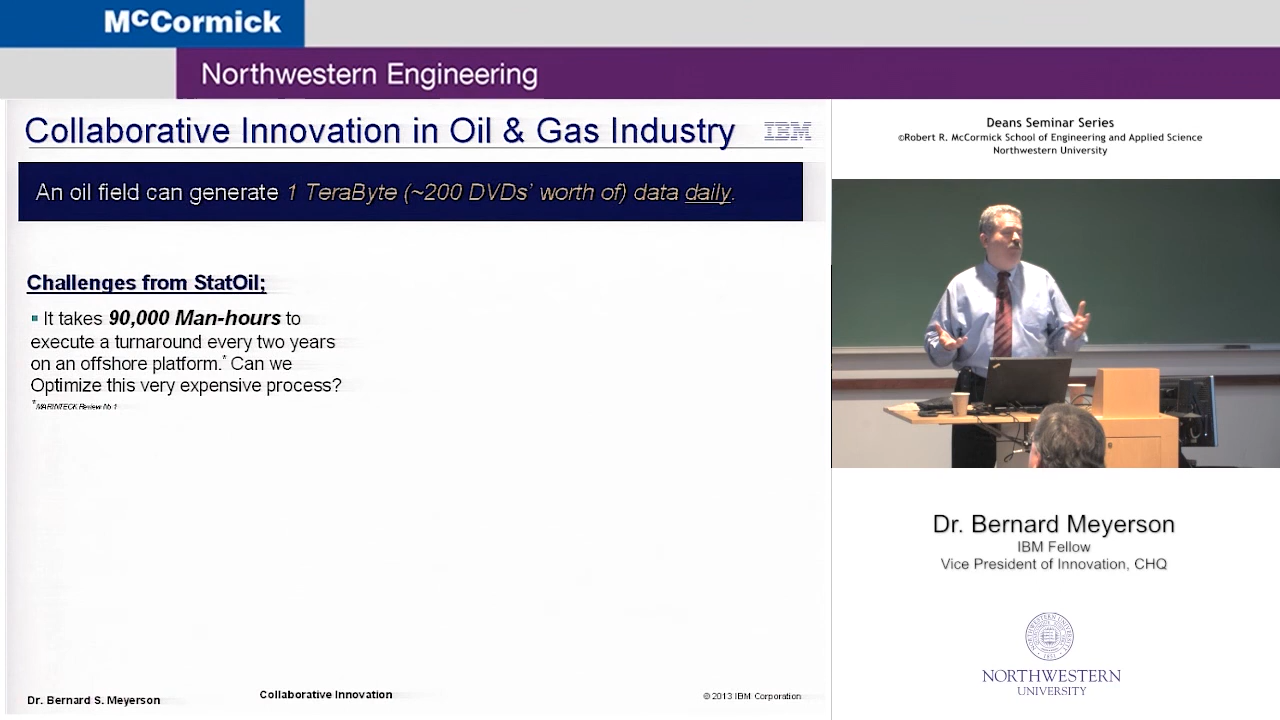 McCormick
Northwestern Engineering
Collaborative Innovation in Oil & Gas Industry
IBM
An oil field can generate 1 TeraByte (~200 DVDs' worth of) data daily.
Challenges from StatOil;
▪ It takes 90,000 Man-hours to
execute a turnaround every two years
on an offshore platform.* Can we
Optimize this very expensive process?
*MARINTECK Review No 1
Dr. Bernard S. Meyerson
Collaborative Innovation
© 2013 IBM Corporation
Deans Seminar Series
©Robert R. McCormick School of Engineering and Applied Science
Northwestern University
Dr. Bernard Meyerson
IBM Fellow
Vice President of Innovation, CHQ
NORTHWESTERN
UNIVERSITY